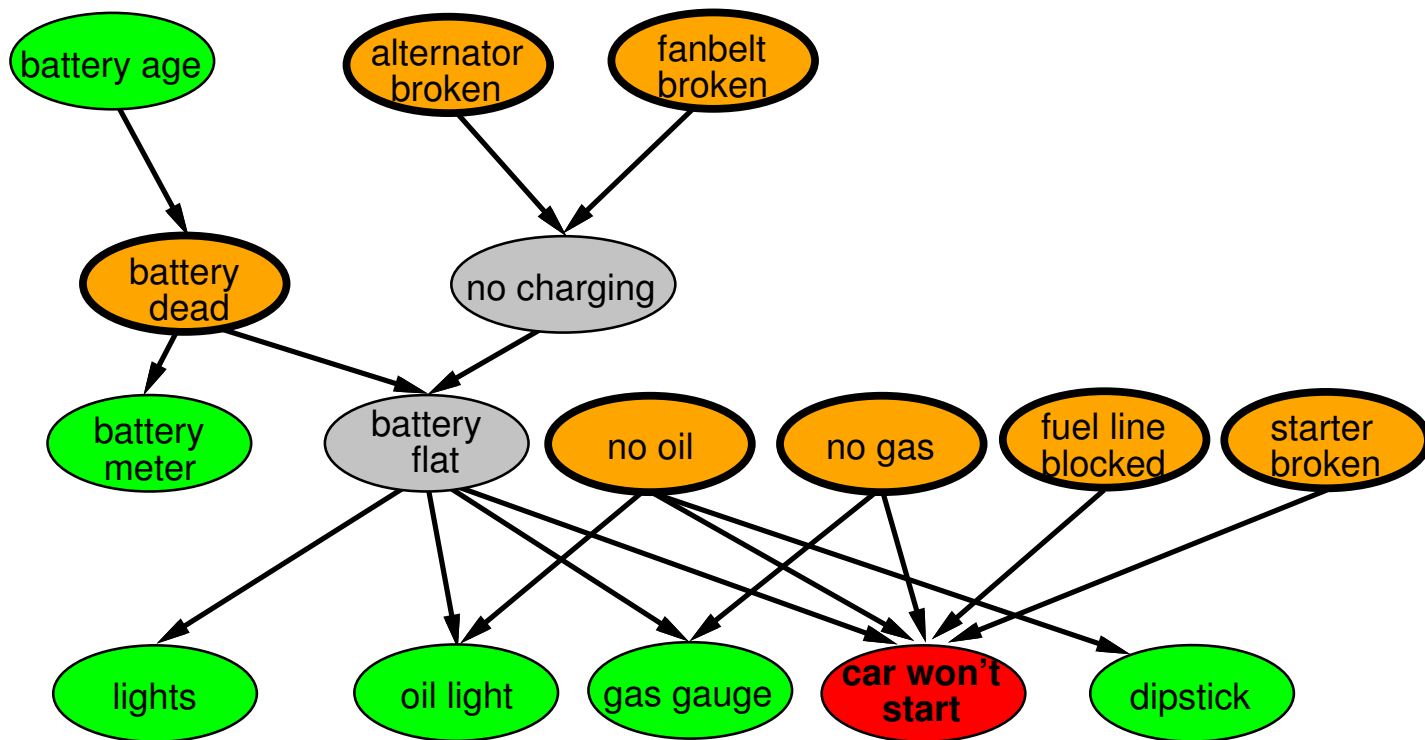 battery age
alternator
broken
fanbelt
broken
battery
dead
no charging
battery
meter
battery
flat
no oil
no gas
fuel line
blocked
starter
broken
lights
oil light
gas gauge
car won't
start
dipstick